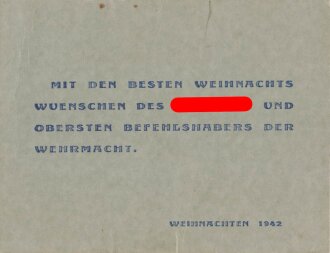 MIT DEN BESTEN WEIHNACHTS
WUENSCHEN DES UND
OBERSTEN BEFEHLSHABERS DER
WEHRMACHT.
WEIHNACHTEN 1942